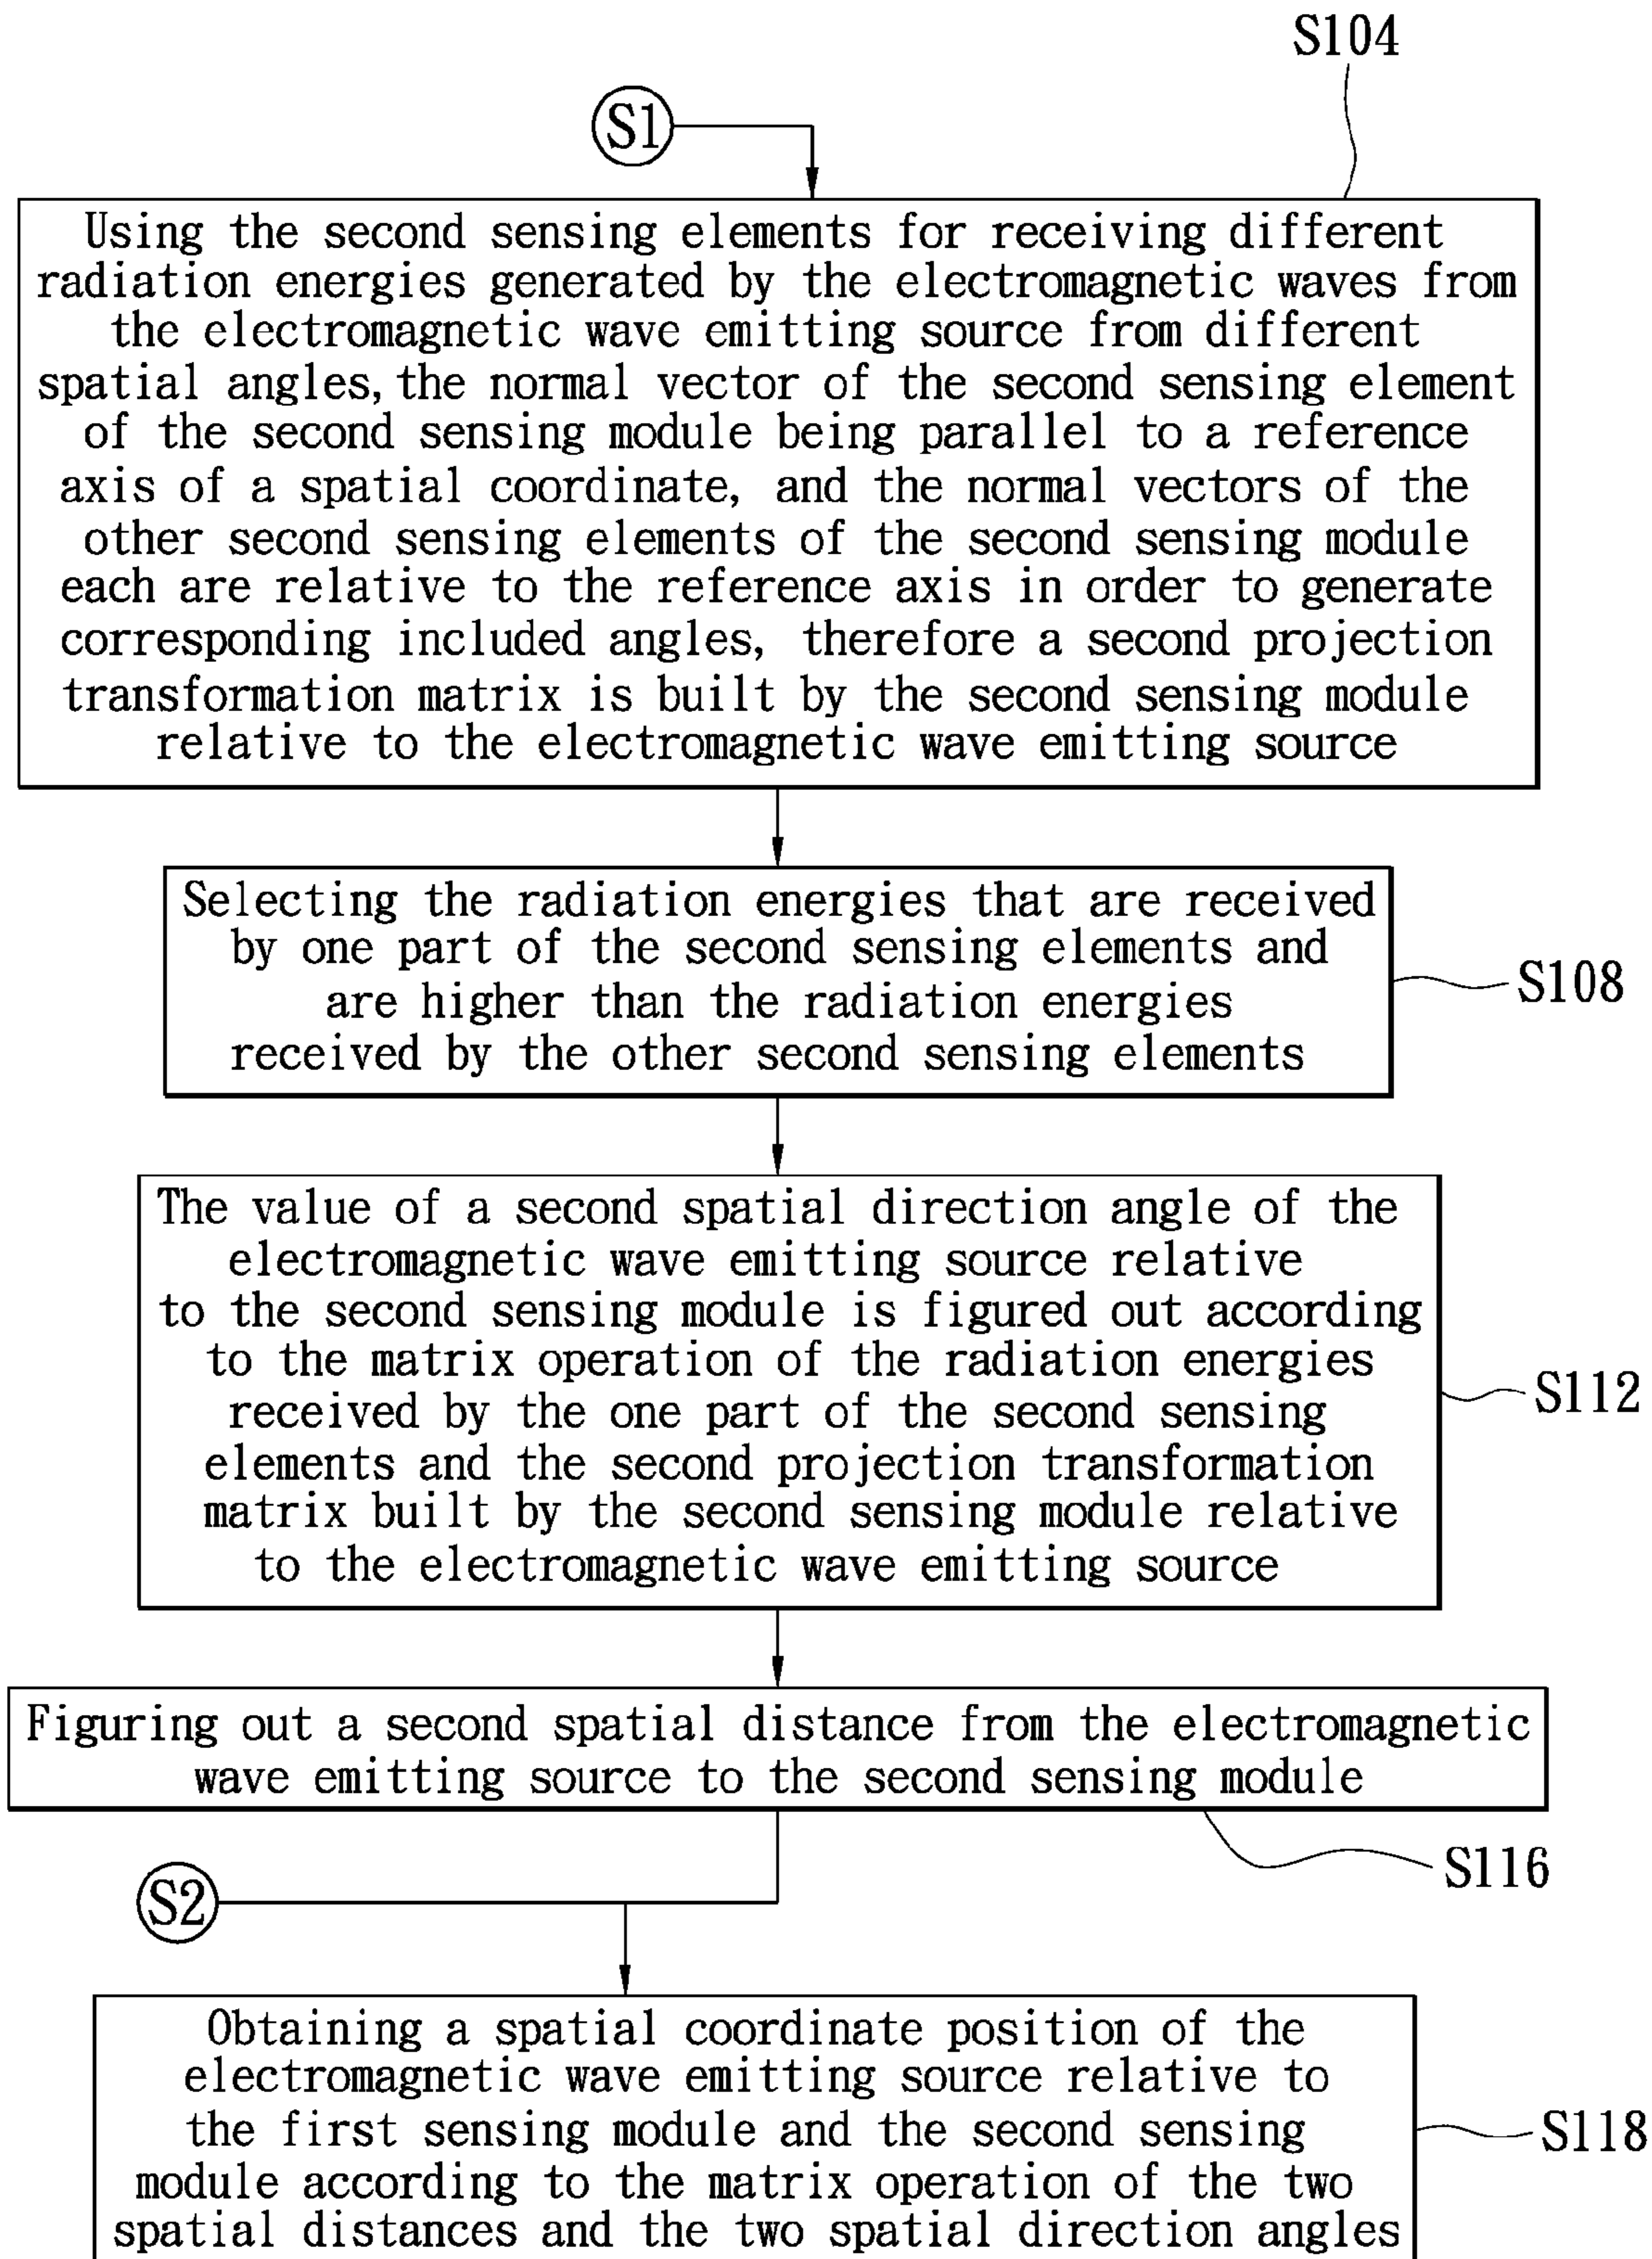 S104
S1
Using the second sensing elements for receiving different
radiation energies generated by the electromagnetic waves from
the electromagnetic wave emitting source from different
spatial angles, the normal vector of the second sensing element
of the second sensing module being parallel to a reference
axis of a spatial coordinate, and the normal vectors of the
other second sensing elements of the second sensing module
each are relative to the reference axis in order to generate
corresponding included angles, therefore a second projection
transformation matrix is built by the second sensing module
relative to the electromagnetic wave emitting source
Selecting the radiation energies that are received
by one part of the second sensing elements and
are higher than the radiation energies
received by the other second sensing elements
S108
The value of a second spatial direction angle of the
electromagnetic wave emitting source relative
to the second sensing module is figured out according
to the matrix operation of the radiation energies
received by the one part of the second sensing
elements and the second projection transformation
matrix built by the second sensing module relative
to the electromagnetic wave emitting source
S112
Figuring out a second spatial distance from the electromagnetic
wave emitting source to the second sensing module
S116
S2
Obtaining a spatial coordinate position of the
electromagnetic wave emitting source relative to
the first sensing module and the second sensing
module according to the matrix operation of the two
spatial distances and the two spatial direction angles
S118